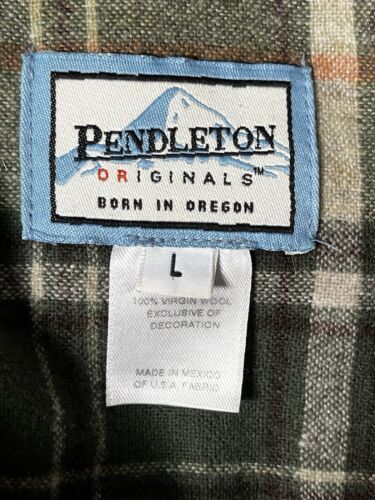 PENDLETON
ORIGINALS™
BORN IN OREGON
L
100% VIRGIN WOOL
EXCLUSIVE OF
DECORATION
MADE IN MEXICO
OF U.S.A. FABRIC